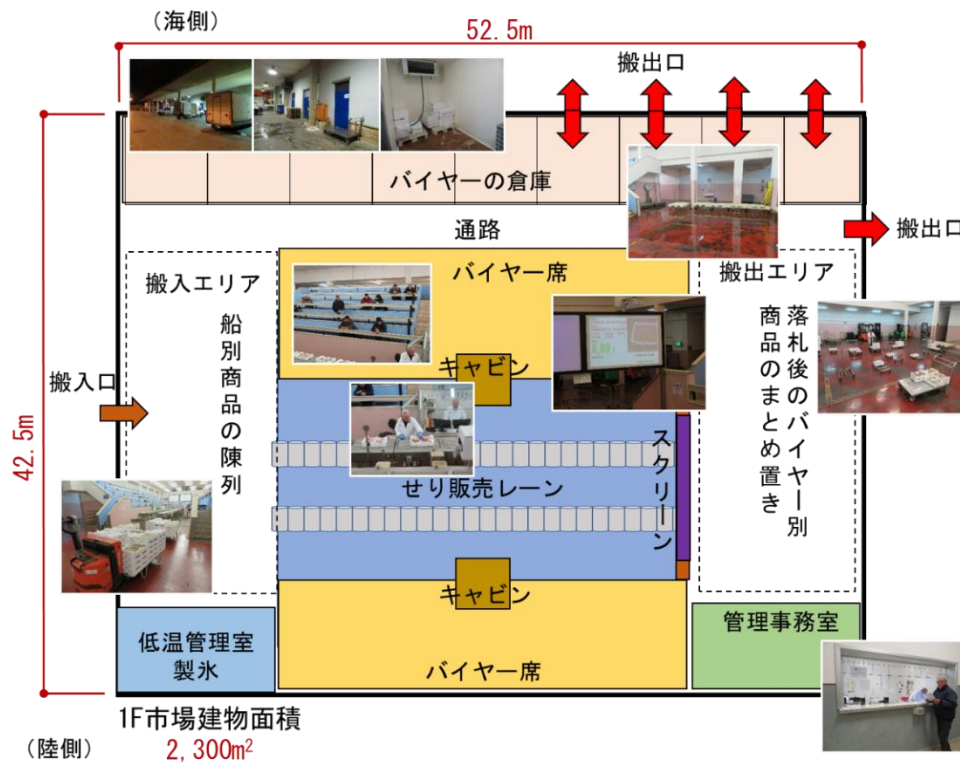 （海側）
52.5m
搬出口
バイヤーの倉庫
通路
搬出口
バイヤー席
搬入エリア
搬出エリア
船別商品の陳列
落札後のバイヤー別
商品のまとめ置き
キャビン
搬入口
42.5m
スクリーン
せり販売レーン
キャビン
低温管理室
製氷
管理事務室
バイヤー席
1F市場建物面積
（陸側）
2,300m²